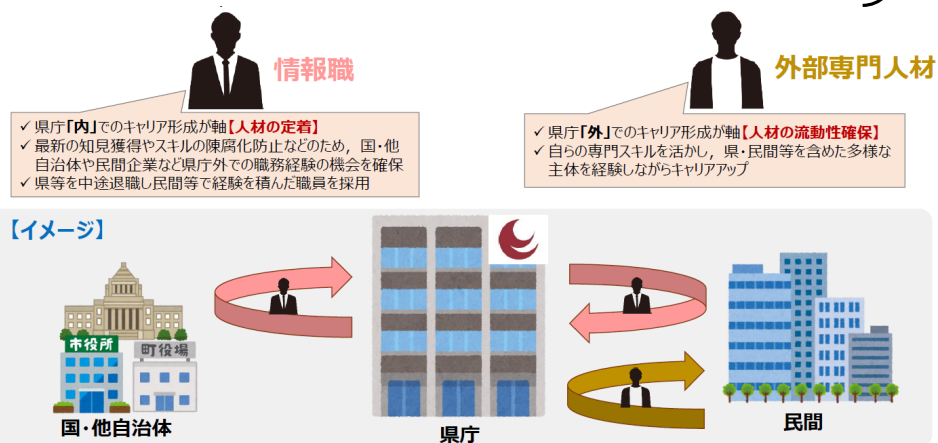 情報職
✓ 県庁「内」でのキャリア形成が軸【人材の定着】
✓ 最新の知見獲得やスキルの陳腐化防止などのため，国・他
自治体や民間企業など県庁外での職務経験の機会を確保
✓ 県等を中途退職し民間等で経験を積んだ職員を採用
外部専門人材
✓ 県庁「外」でのキャリア形成が軸【人材の流動性確保】
✓ 自らの専門スキルを活かし，県・民間等を含めた多様な
主体を経験しながらキャリアアップ
【イメージ】
市役所
町役場
国・他自治体
県庁
民間